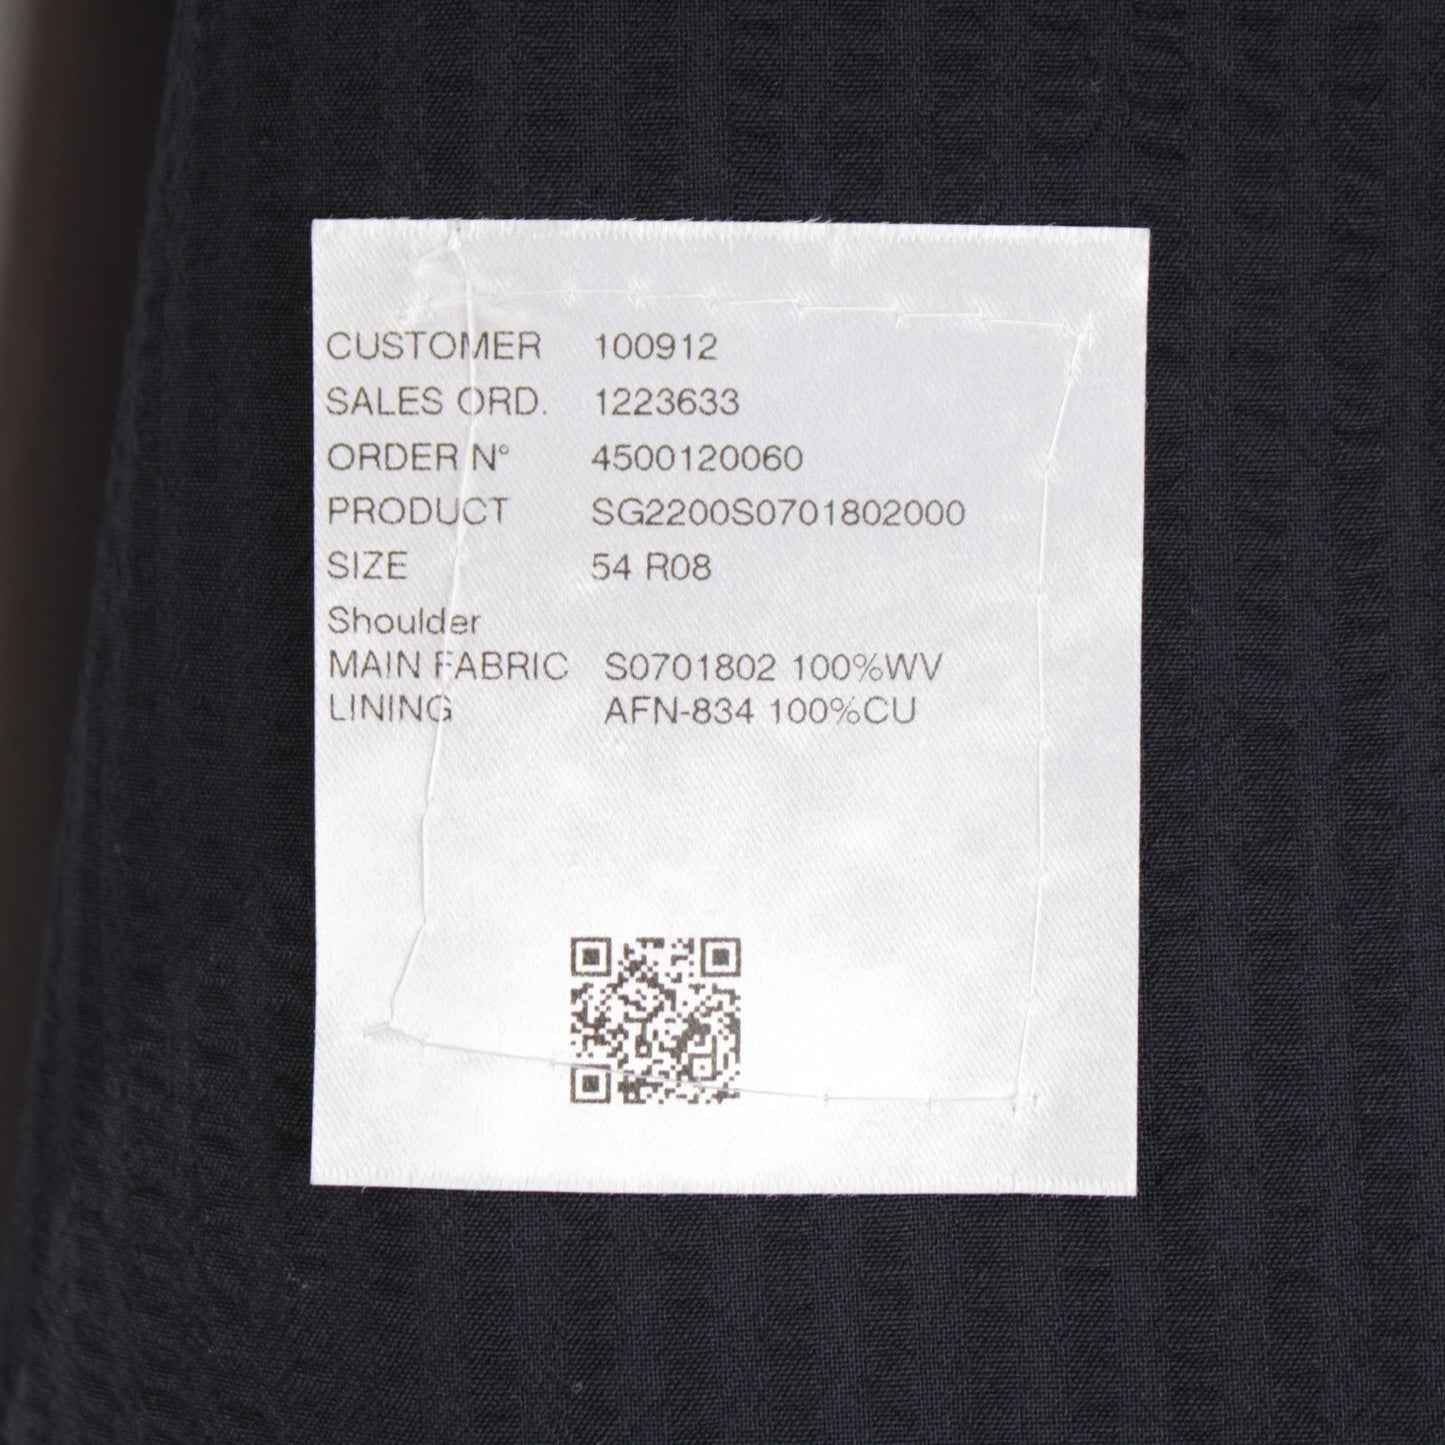 CUSTOMER 100912
SALES ORD. 1223633
ORDER N° 4500120060
PRODUCT SG2200S0701802000
SIZE 54 R08
Shoulder
MAIN FABRIC S0701802 100%WV
LINING AFN-834 100%CU